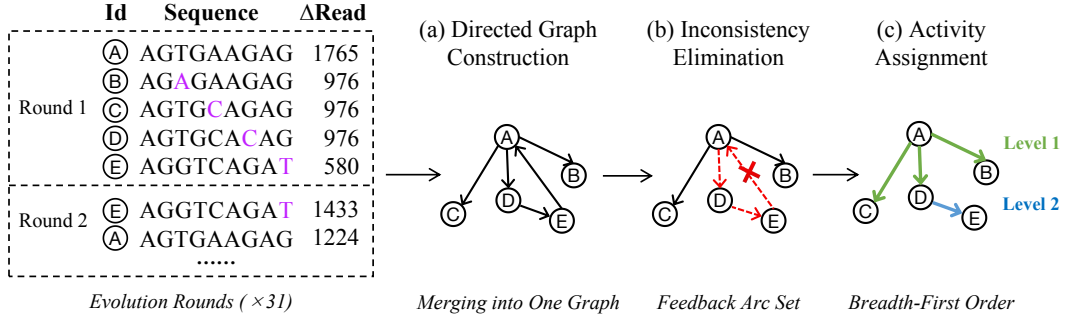 Id Sequence ΔRead
Round 1
A AGTGAAGAG 1765
B AGAGAAGAG 976
C AGTGCAGAG 976
D AGTGCACAG 976
E AGGTCAGAT 580
Round 2
E AGGTCAGAT 1433
A AGTGAAGAG 1224
......
Evolution Rounds (×31)
(a) Directed Graph
Construction
A
B
C
D
E
Merging into One Graph
(b) Inconsistency
Elimination
A
B
C
D
E
Feedback Arc Set
(c) Activity
Assignment
A
Level 1
B
C
D
Level 2
E
Breadth-First Order